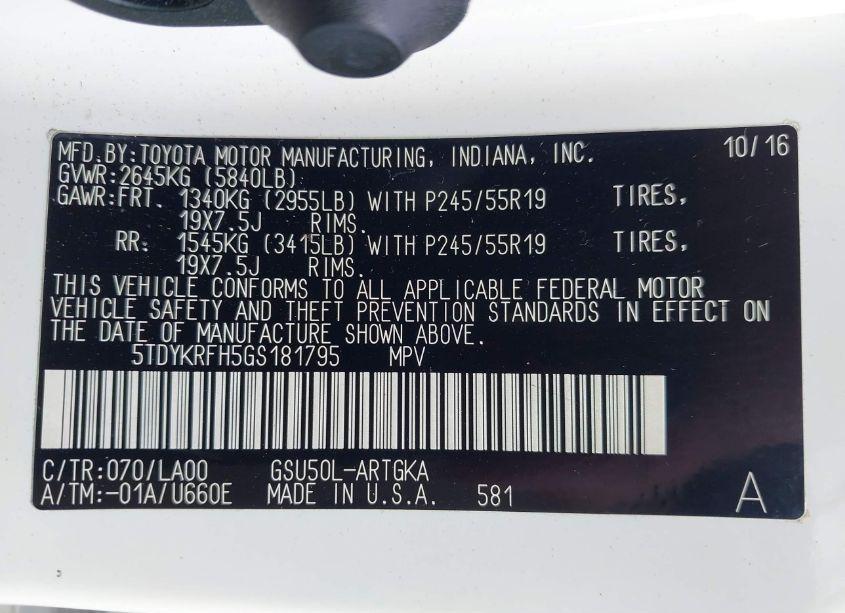 MFD.BY:TOYOTA MOTOR MANUFACTURING, INDIANA, INC. 10/16
GVWR:2645KG (5840LB)
GAWR:FRT. 1340KG (2955LB) WITH P245/55R19 TIRES,
19X7.5J RIMS.
RR: 1545KG (3415LB) WITH P245/55R19 TIRES,
19X7.5J RIMS.
THIS VEHICLE CONFORMS TO ALL APPLICABLE FEDERAL MOTOR
VEHICLE SAFETY AND THEFT PREVENTION STANDARDS IN EFFECT ON
THE DATE OF MANUFACTURE SHOWN ABOVE.
5TDYKRFH5GS181795 MPV
C/TR:070/LA00 GSU50L-ARTGKA
A/TM:-01A/U660E MADE IN U.S.A. 581 A